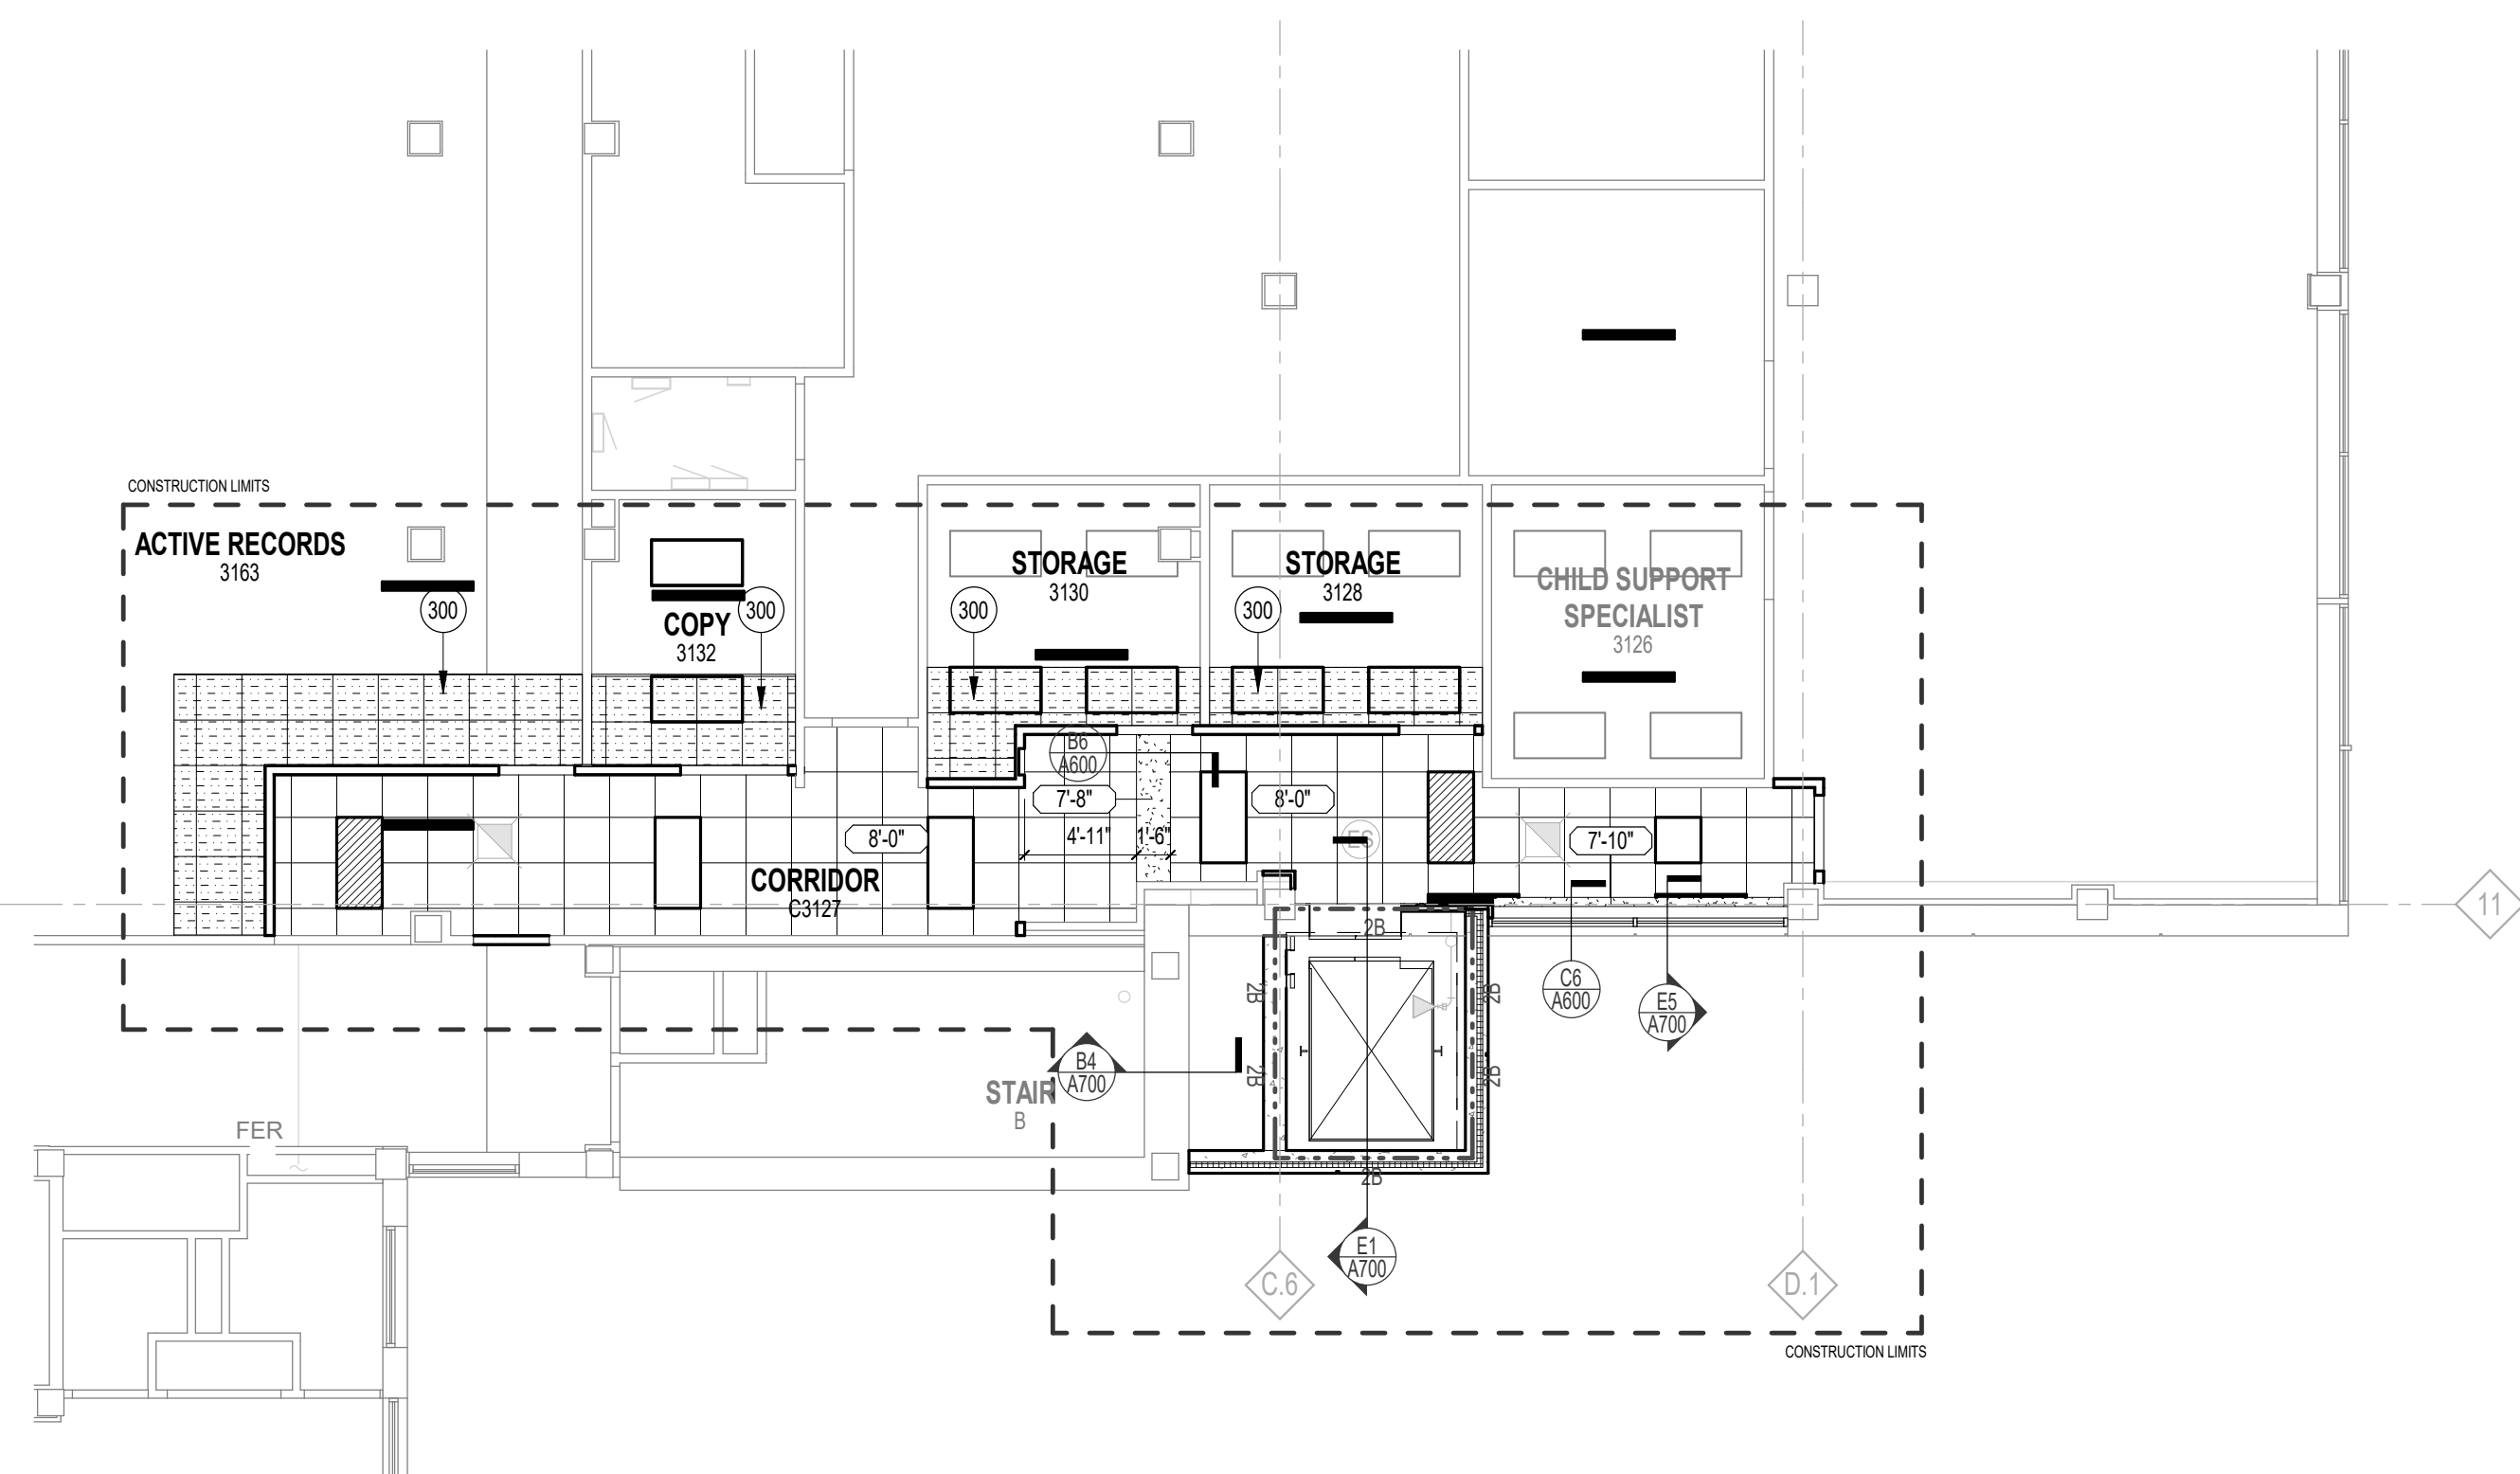 CONSTRUCTION LIMITS
ACTIVE RECORDS
3163
300
COPY
3132
300
STORAGE
3130
300
STORAGE
3128
300
CHILD SUPPORT
SPECIALIST
3126
B6
A600
7'-8"
8'-0"
4'-11"
1'-6"
ES
7'-10"
8'-0"
CORRIDOR
C3127
11
2B
2B
2B
C6
A600
E5
A700
B4
A700
2B
2B
STAIR
B
FER
2B
E1
A700
C.6
D.1
CONSTRUCTION LIMITS